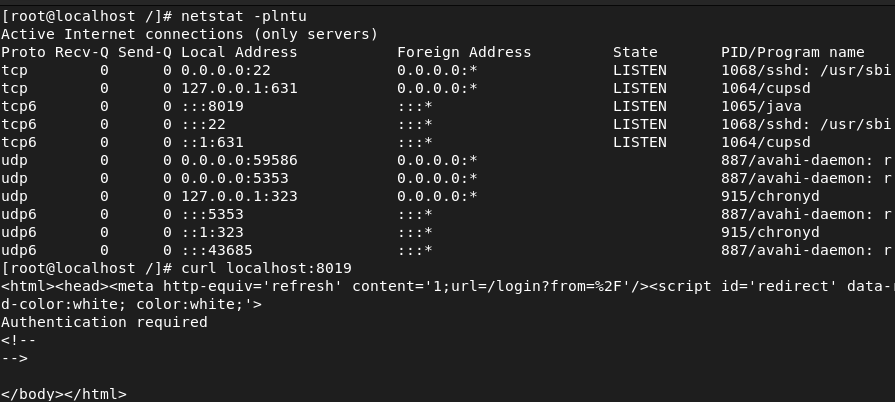 [root@localhost /]# netstat -plntu
Active Internet connections (only servers)
Proto Recv-Q Send-Q Local Address           Foreign Address         State       PID/Program name
tcp        0      0 0.0.0.0:22              0.0.0.0:*               LISTEN      1068/sshd: /usr/sbi
tcp        0      0 127.0.0.1:631           0.0.0.0:*               LISTEN      1064/cupsd
tcp6       0      0 :::8019                 :::*                    LISTEN      1065/java
tcp6       0      0 :::22                   :::*                    LISTEN      1068/sshd: /usr/sbi
tcp6       0      0 ::1:631                 :::*                    LISTEN      1064/cupsd
udp        0      0 0.0.0.0:59586           0.0.0.0:*                           887/avahi-daemon: r
udp        0      0 0.0.0.0:5353            0.0.0.0:*                           887/avahi-daemon: r
udp        0      0 127.0.0.1:323           0.0.0.0:*                           915/chronyd
udp6       0      0 :::5353                 :::*                                887/avahi-daemon: r
udp6       0      0 ::1:323                 :::*                                915/chronyd
udp6       0      0 :::43685                :::*                                887/avahi-daemon: r
[root@localhost /]# curl localhost:8019
<html><head><meta http-equiv='refresh' content='1;url=/login?from=%2F'/><script id='redirect' data-r
d-color:white; color:white;'>
Authentication required
<!--
-->
</body></html>